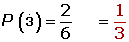 P(3) = 2/6 = 1/3